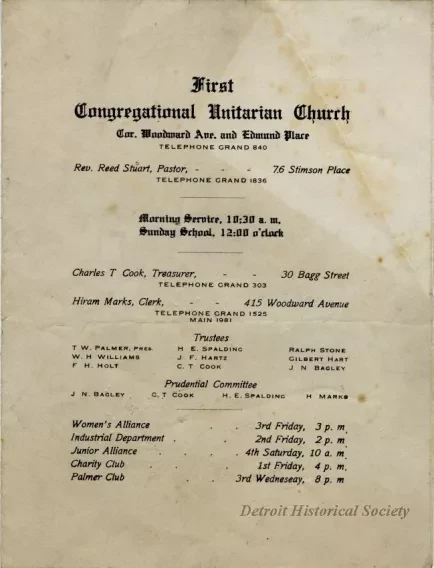 First
Congregational Unitarian Church
Cor. Woodward Ave. and Edmund Place
TELEPHONE GRAND 840
Rev. Reed Stuart, Pastor, - - - 76 Stimson Place
TELEPHONE GRAND 1836
Morning Service, 10:30 a. m.
Sunday School, 12:00 o'clock
Charles T Cook, Treasurer, - - 30 Bagg Street
TELEPHONE GRAND 303
Hiram Marks, Clerk, - - - 415 Woodward Avenue
TELEPHONE GRAND 1525
MAIN 1981
Trustees
T W. PALMER, PRES. H E. SPALDING RALPH STONE
W. H WILLIAMS J. F. HARTZ GILBERT HART
F H. HOLT C. T COOK J N BAGLEY
Prudential Committee
J N. BAGLEY C, T COOK H. E. SPALDING H MARKS
Women's Alliance . . 3rd Friday, 3 p. m.
Industrial Department . . 2nd Friday, 2 p. m.
Junior Alliance . . . 4th Saturday, 10 a. m.
Charity Club . . . 1st Friday, 4 p. m.
Palmer Club . . 3rd Wedneseay, 8 p. m
Detroit Historical Society